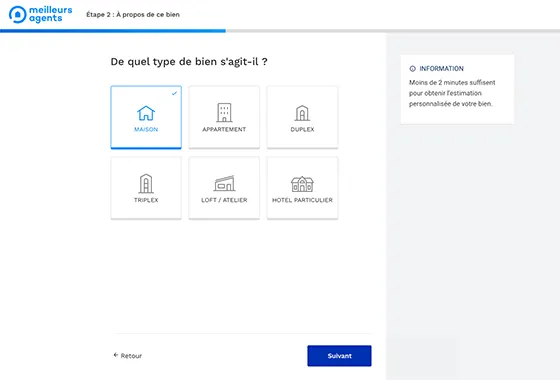 meilleurs
agents
Étape 2 : À propos de ce bien
De quel type de bien s'agit-il ?
INFORMATION
Moins de 2 minutes suffisent
pour obtenir l'estimation
personnalisée de votre bien.
MAISON
APPARTEMENT
DUPLEX
TRIPLEX
LOFT / ATELIER
HOTEL PARTICULIER
Retour
Suivant